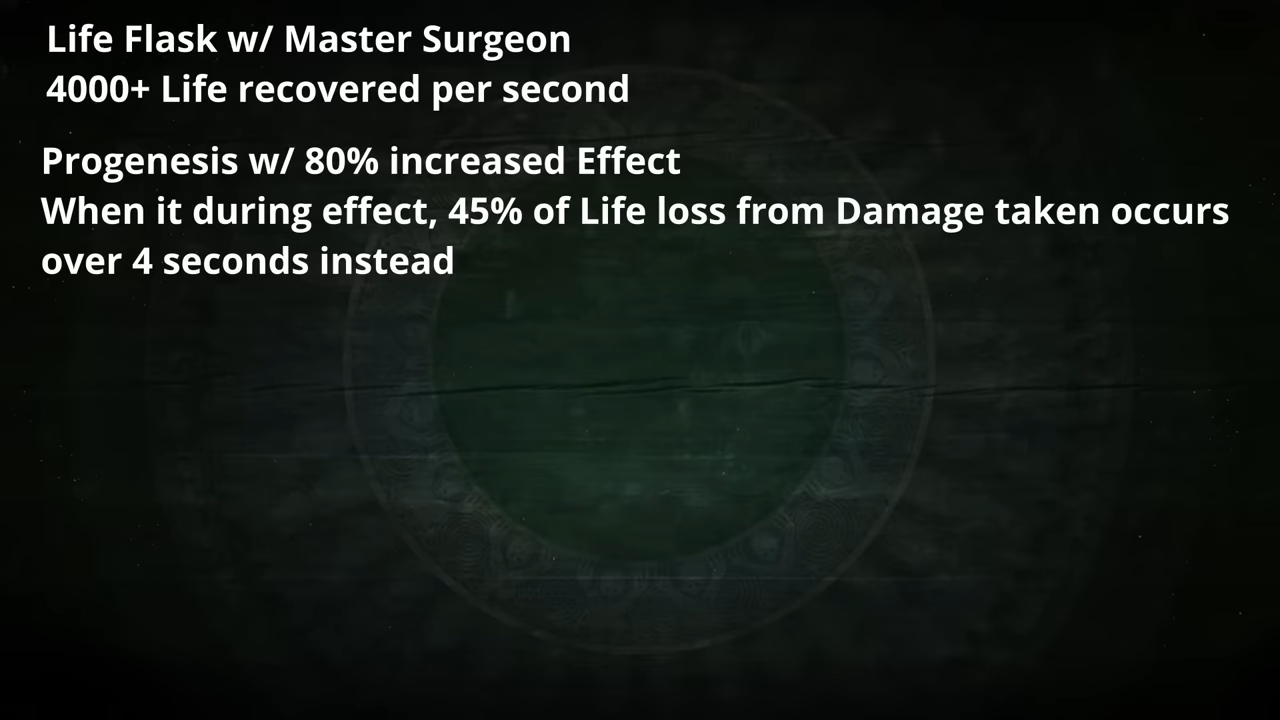 Life Flask w/ Master Surgeon
4000+ Life recovered per second
Progenesis w/ 80% increased Effect
When it during effect, 45% of Life loss from Damage taken occurs
over 4 seconds instead